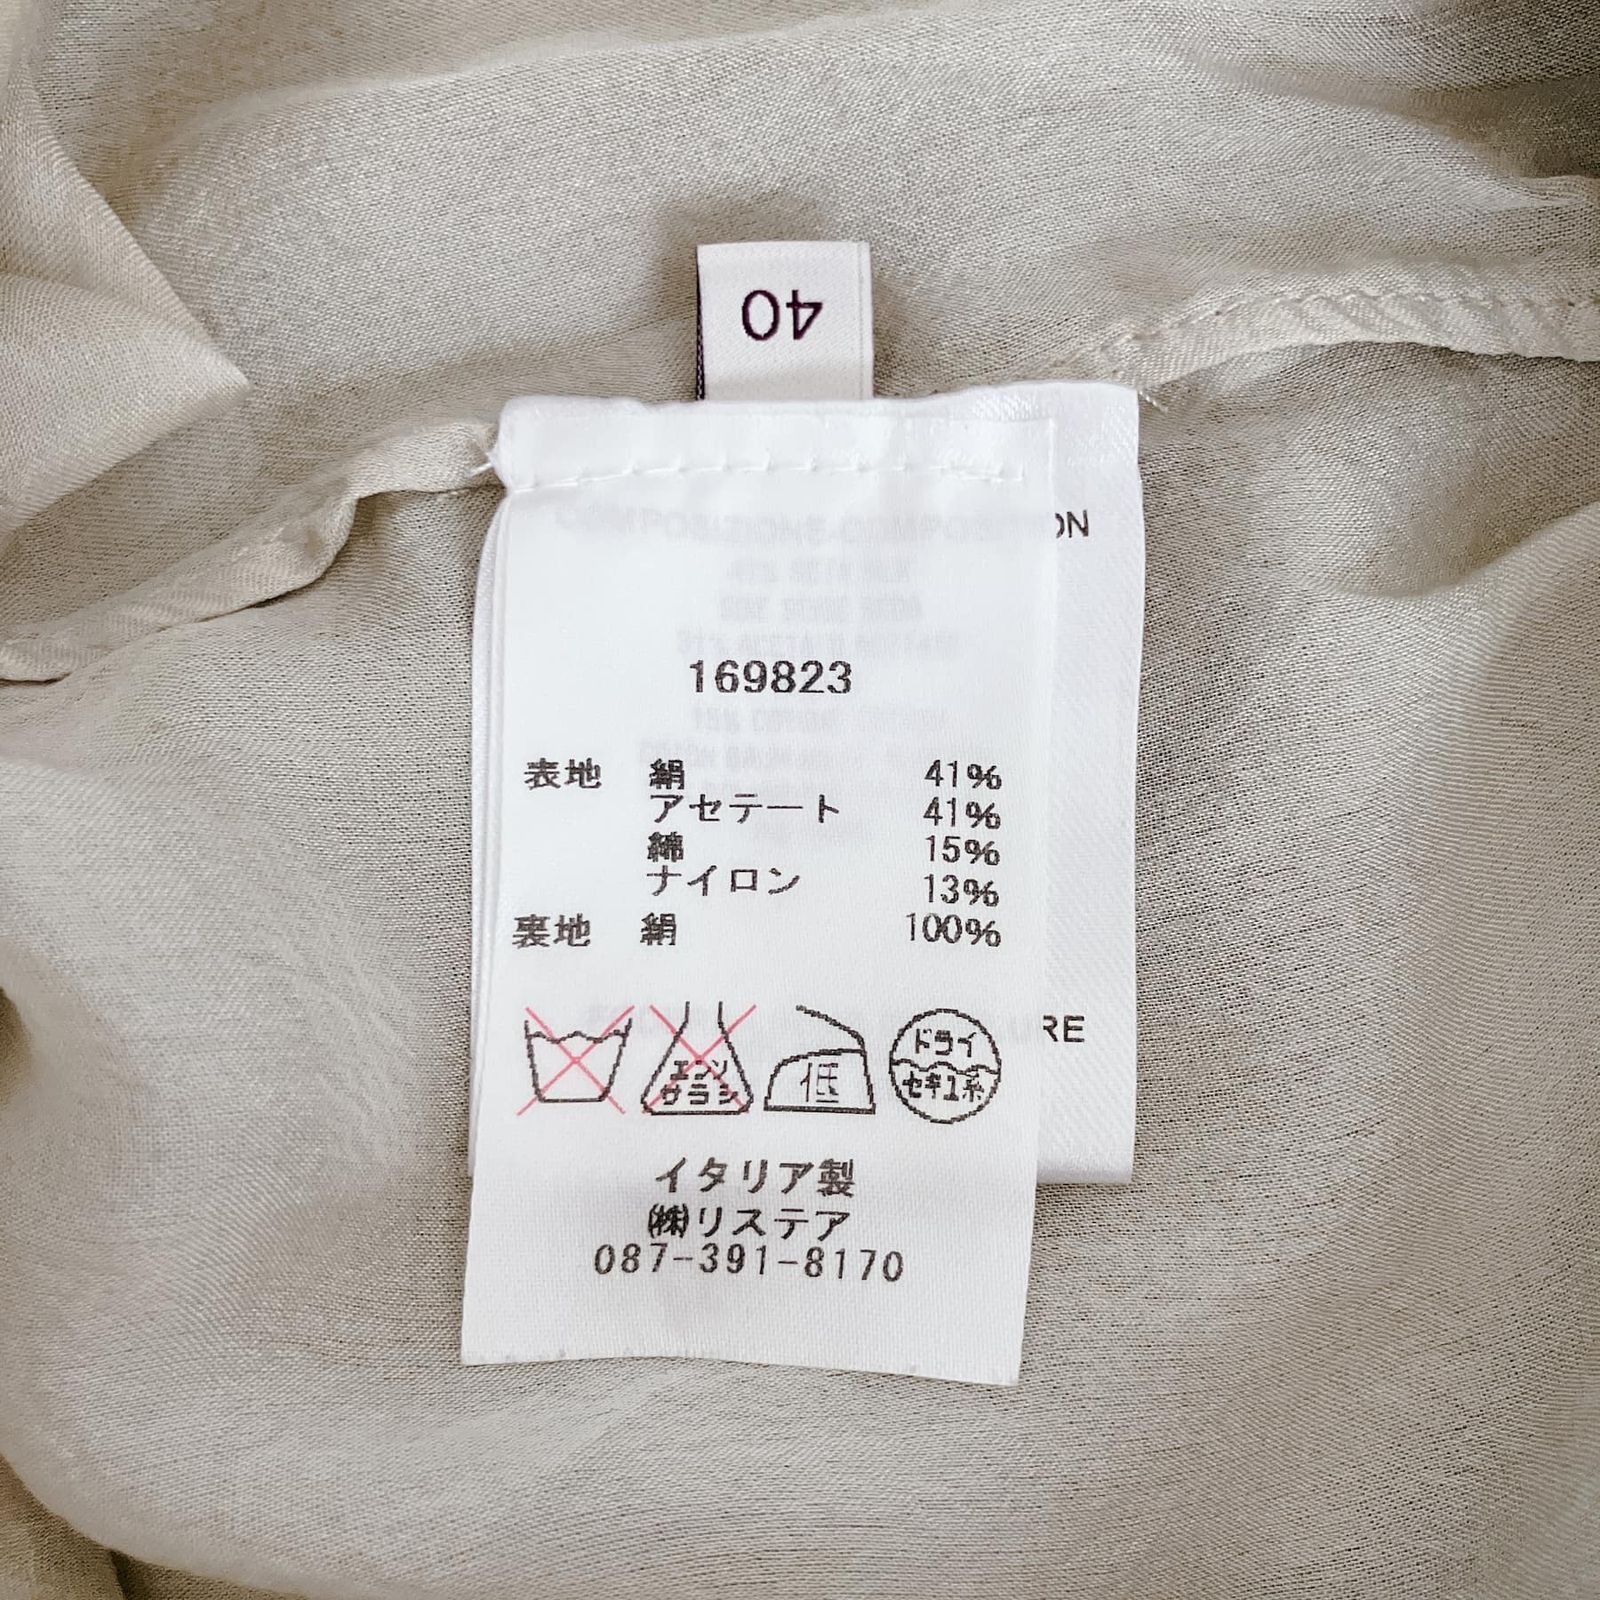 40
169823
表地 絹 41%
アセテート 41%
綿 15%
ナイロン 13%
裏地 絹 100%
エンソ
サラシ
低
ドライ
セキユ系
イタリア製
㈱リステア
087-391-8170